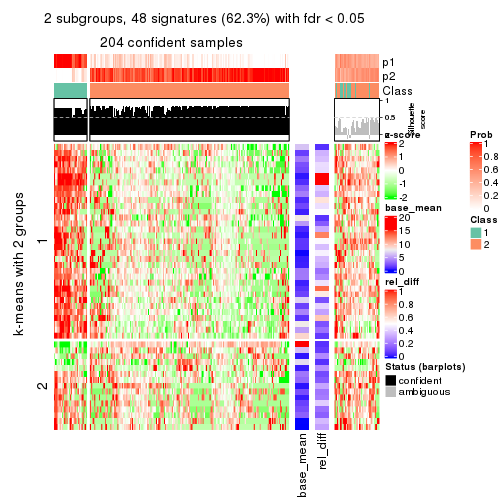 2 subgroups, 48 signatures (62.3%) with fdr < 0.05
204 confident samples
p1
p2
Class
1
0.5
0
Silhouette
score
k-means with 2 groups
1
2
base_mean
rel_diff
z-score
2
1
0
-1
-2
base_mean
20
15
10
5
0
rel_diff
1
0.8
0.6
0.4
0.2
0
Status (barplots)
confident
ambiguous
Prob
1
0.8
0.6
0.4
0.2
0
Class
1
2